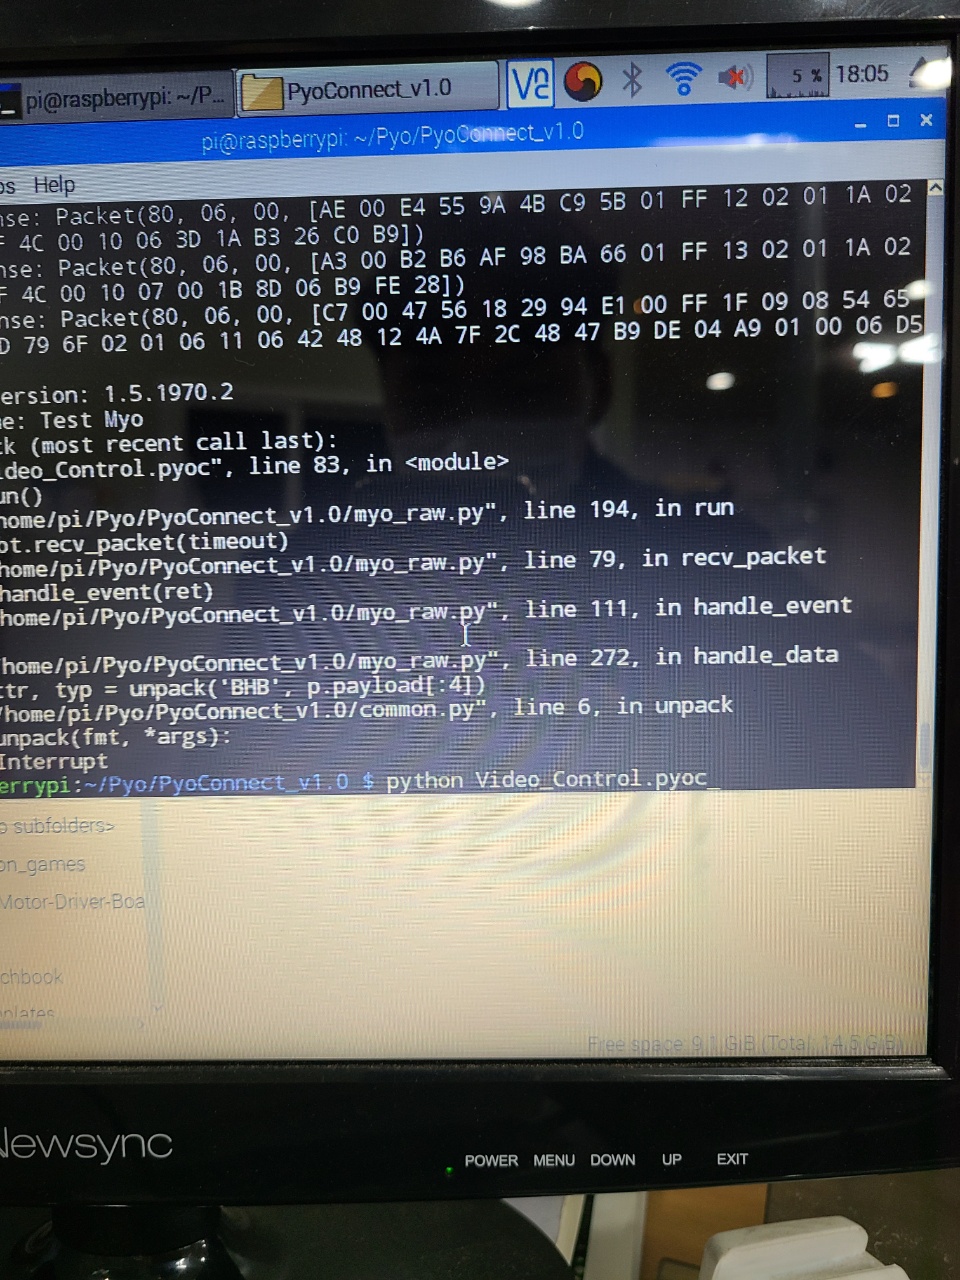 pi@raspberrypi: ~/P... PyoConnect_v1.0 5 % 18:05
pi@raspberrypi: ~/Pyo/PyoConnect_v1.0
os Help
nse: Packet(80, 06, 00, [AE 00 E4 55 9A 4B C9 5B 01 FF 12 02 01 1A 02
F 4C 00 10 06 3D 1A B3 26 C0 B9])
nse: Packet(80, 06, 00, [A3 00 B2 B6 AF 98 BA 66 01 FF 13 02 01 1A 02
F 4C 00 10 07 00 1B 8D 06 B9 FE 28])
nse: Packet(80, 06, 00, [C7 00 47 56 18 29 94 E1 00 FF 1F 09 08 54 65
D 79 6F 02 01 06 11 06 42 48 12 4A 7F 2C 48 47 B9 DE 04 A9 01 00 06 D5
ersion: 1.5.1970.2
e: Test Myo
ck (most recent call last):
ideo_Control.pyoc", line 83, in <module>
un()
home/pi/Pyo/PyoConnect_v1.0/myo_raw.py", line 194, in run
ot.recv_packet(timeout)
home/pi/Pyo/PyoConnect_v1.0/myo_raw.py", line 79, in recv_packet
handle_event(ret)
home/pi/Pyo/PyoConnect_v1.0/myo_raw.py", line 111, in handle_event
/home/pi/Pyo/PyoConnect_v1.0/myo_raw.py", line 272, in handle_data
ttr, typ = unpack('BHB', p.payload[:4])
/home/pi/Pyo/PyoConnect_v1.0/common.py", line 6, in unpack
unpack(fmt, *args):
Interrupt
errypi:~/Pyo/PyoConnect_v1.0 $ python Video_Control.pyoc_
o subfolders>
on_games
Motor-Driver-Boa
chbook
nplates
Free space: 9.1 GiB (Total: 14.5 GiB)
Newsync
POWER MENU DOWN UP EXIT